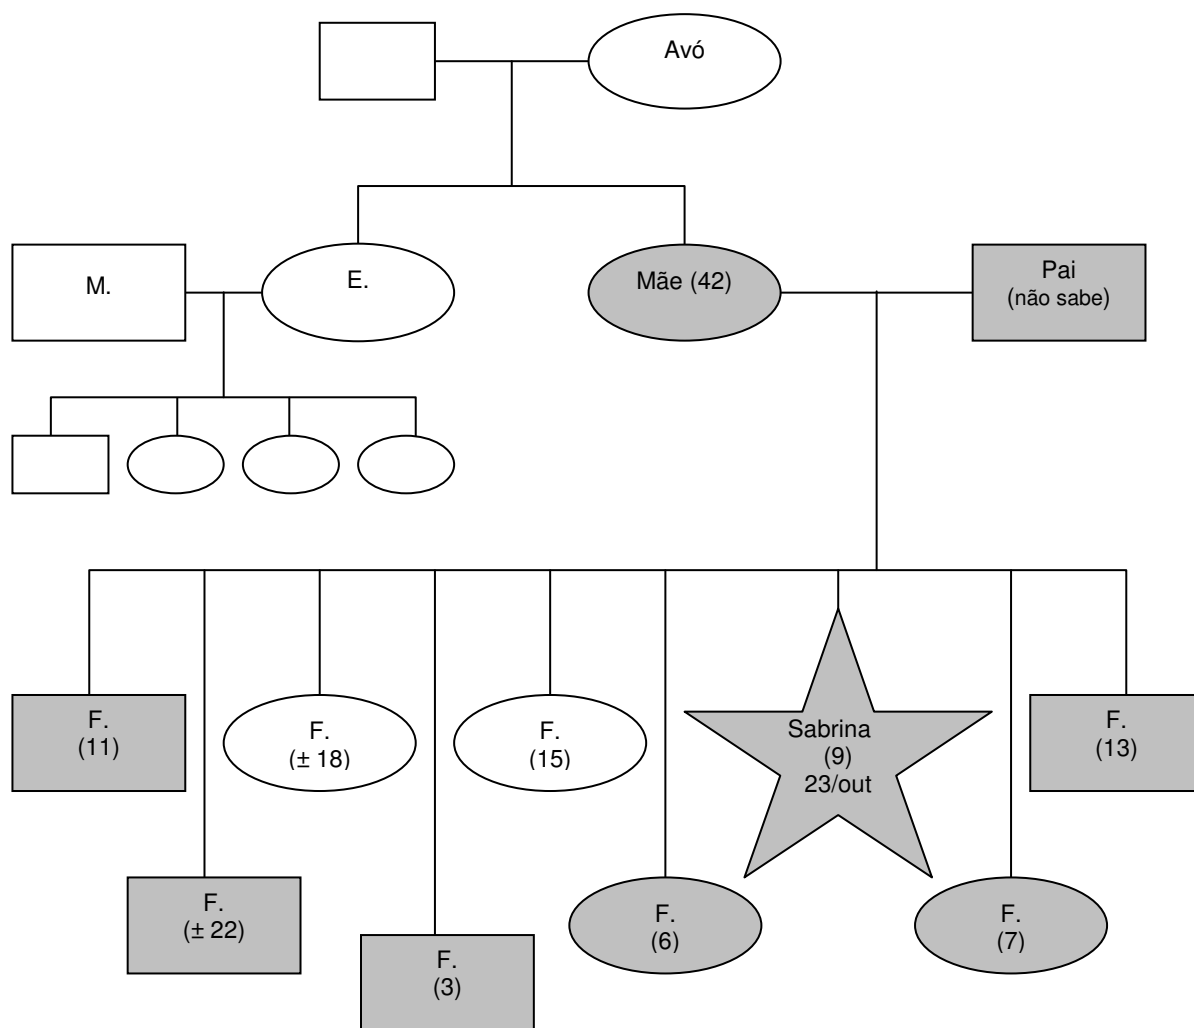 Avó
M.
E.
Mãe (42)
Pai
(não sabe)
F.
(11)
F.
(± 18)
F.
(15)
Sabrina
(9)
23/out
F.
(13)
F.
(± 22)
F.
(3)
F.
(6)
F.
(7)